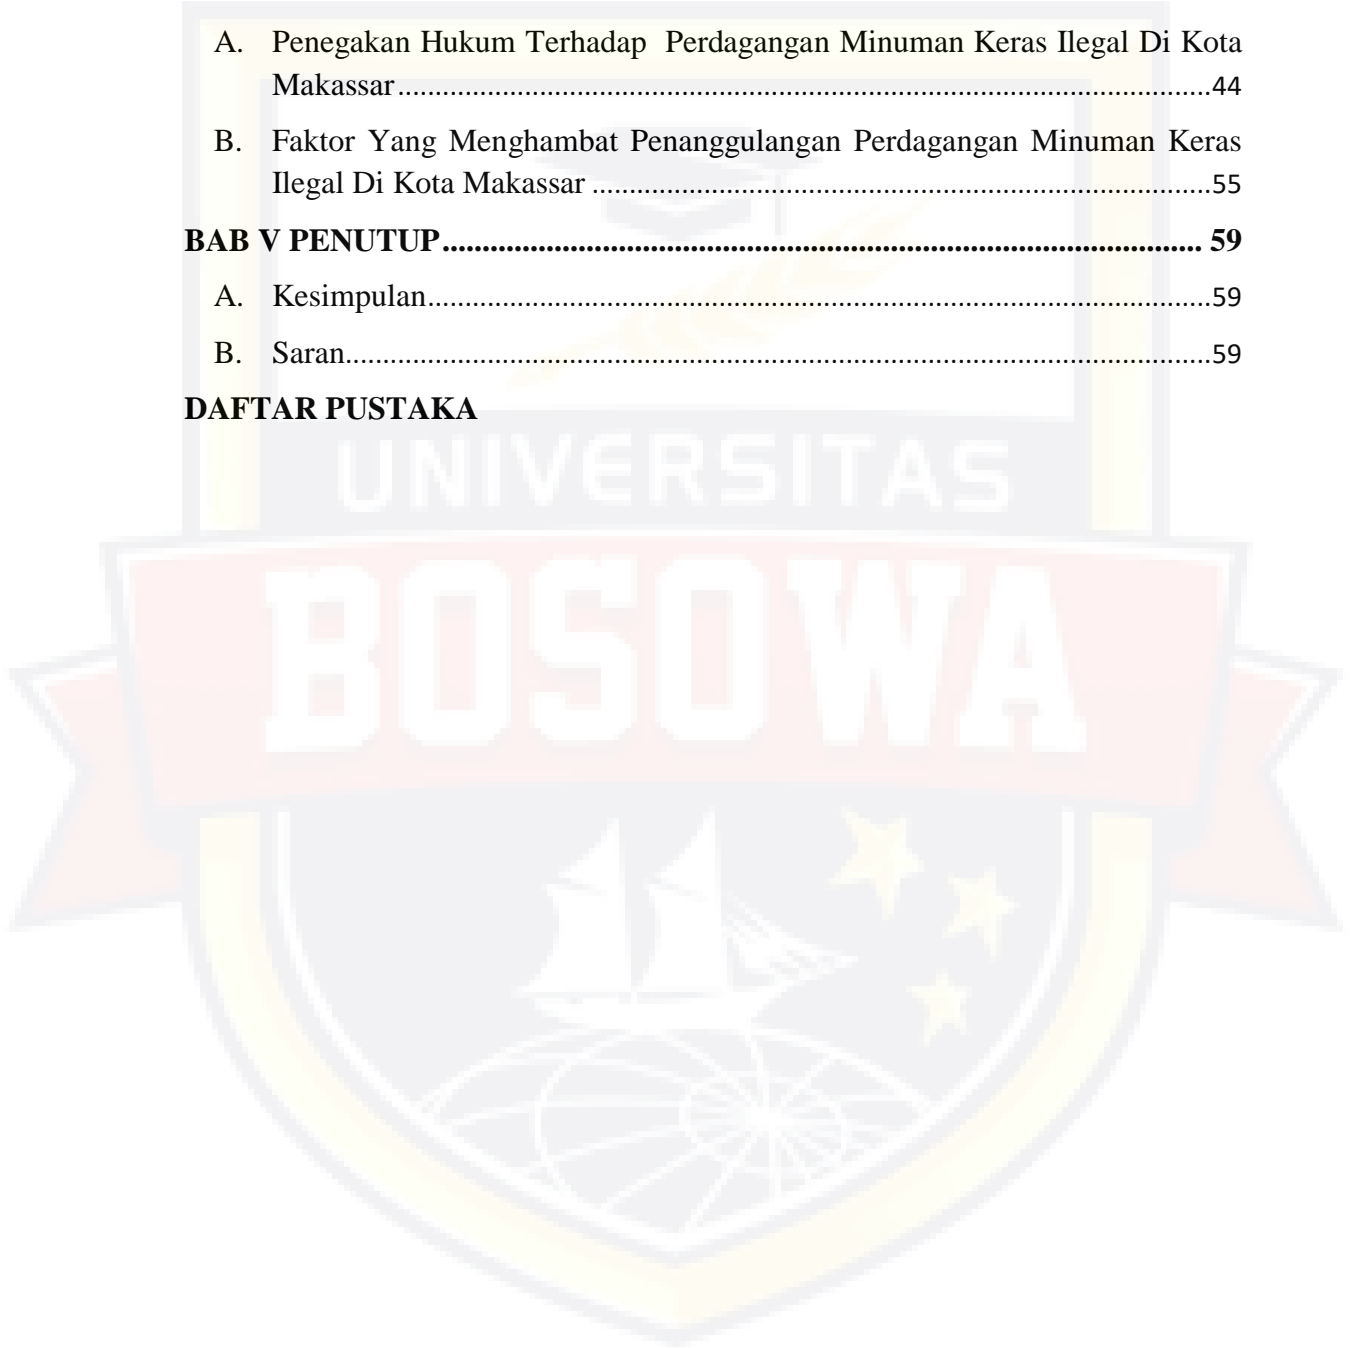 A. Penegakan Hukum Terhadap Perdagangan Minuman Keras Ilegal Di Kota
Makassar.......................................................................................................44
B. Faktor Yang Menghambat Penanggulangan Perdagangan Minuman Keras
Ilegal Di Kota Makassar ..............................................................................55
BAB V PENUTUP................................................................................................ 59
A. Kesimpulan...................................................................................................59
B. Saran..............................................................................................................59
DAFTAR PUSTAKA
UNIVERSITAS
BOSOWA